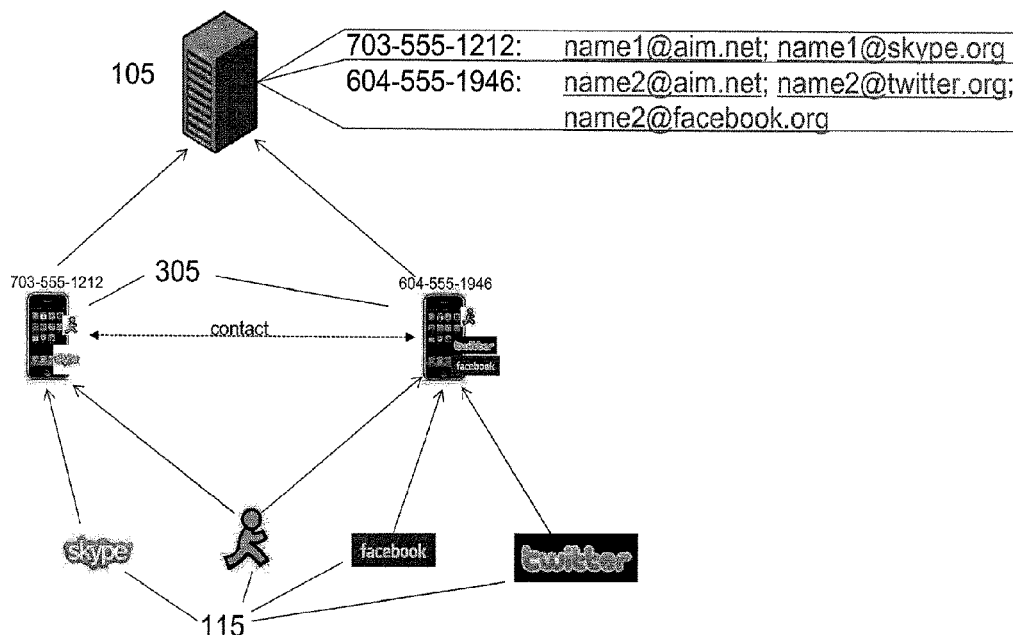 703-555-1212: name1@aim.net; name1@skype.org
105
604-555-1946: name2@aim.net; name2@twitter.org;
name2@facebook.org
703-555-1212
305
604-555-1946
contact
skype
twitter
facebook
skype
facebook
twitter
115